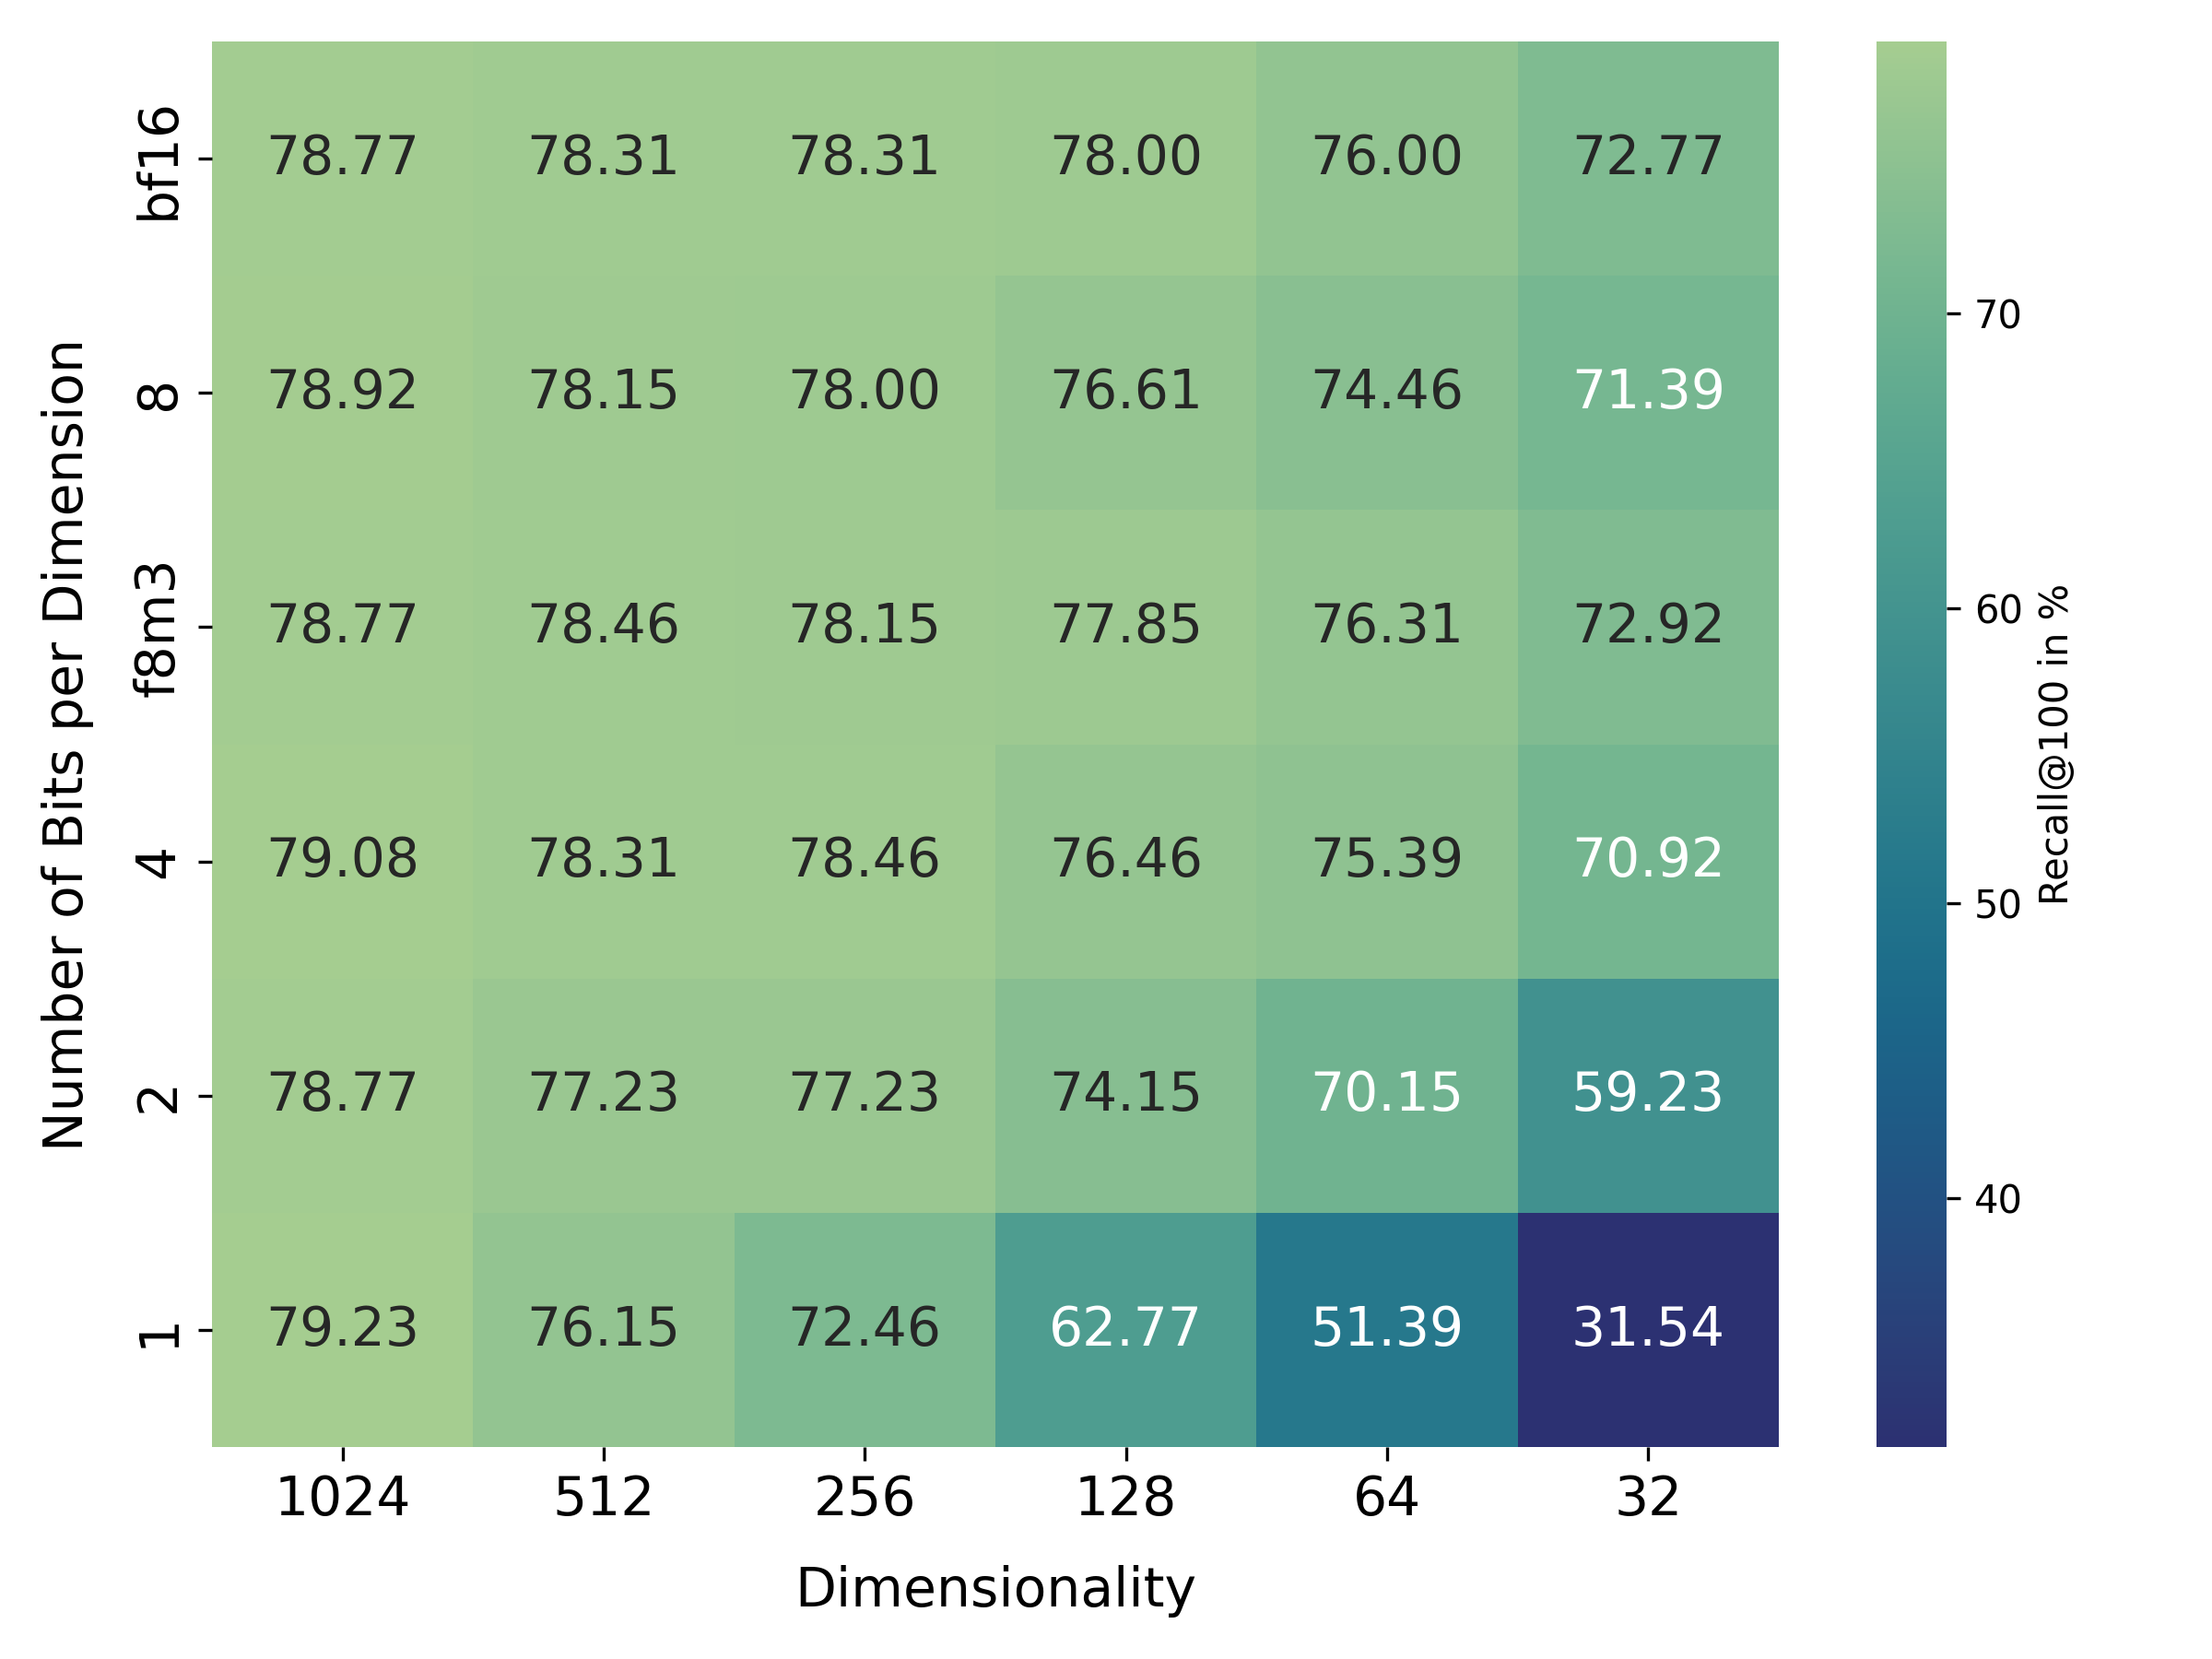 Number of Bits per Dimension
bf16
78.77 78.31 78.31 78.00 76.00 72.77
8
78.92 78.15 78.00 76.61 74.46 71.39
f8m3
78.77 78.46 78.15 77.85 76.31 72.92
4
79.08 78.31 78.46 76.46 75.39 70.92
2
78.77 77.23 77.23 74.15 70.15 59.23
1
79.23 76.15 72.46 62.77 51.39 31.54
1024 512 256 128 64 32
Dimensionality
70
60
50
40
Recall@100 in %